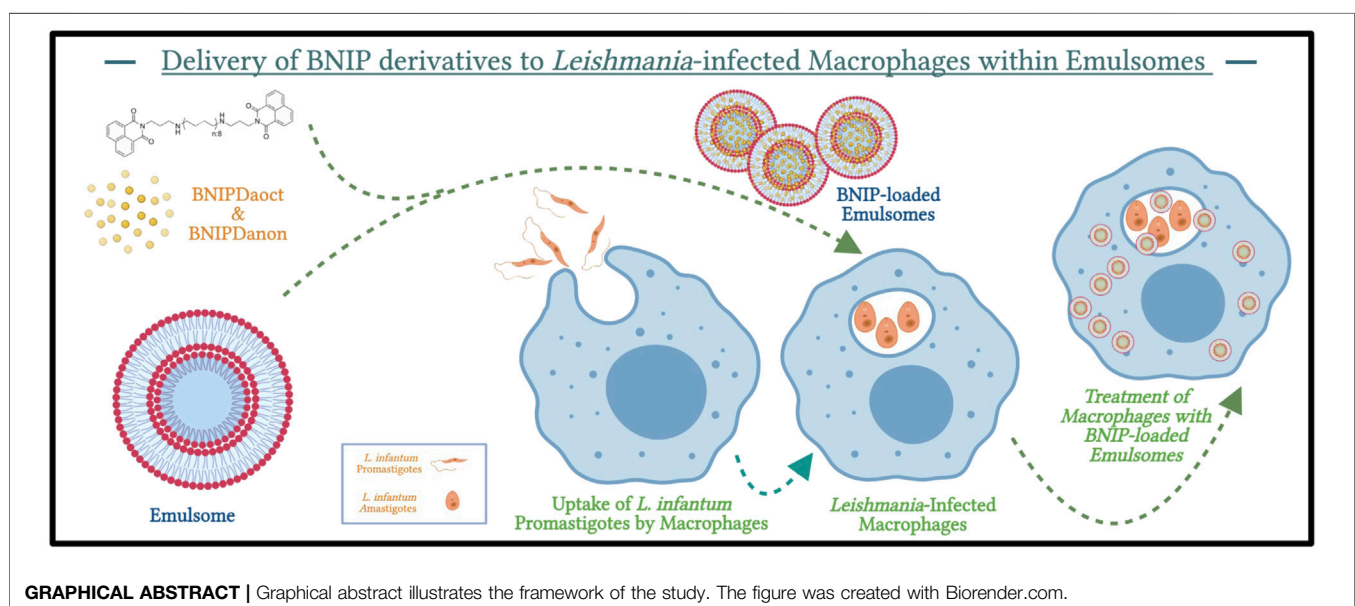 Delivery of BNIP derivatives to Leishmania-infected Macrophages within Emulsomes
O
N
O
N
H
n:8
H
N
O
N
O
BNIPDaoct
&
BNIPDanon
BNIP-loaded
Emulsomes
Emulsome
L. infantum
Promastigotes
L. infantum
Amastigotes
Uptake of L. infantum
Promastigotes by Macrophages
Leishmania-Infected
Macrophages
Treatment of
Macrophages with
BNIP-loaded
Emulsomes
GRAPHICAL ABSTRACT | Graphical abstract illustrates the framework of the study. The figure was created with Biorender.com.